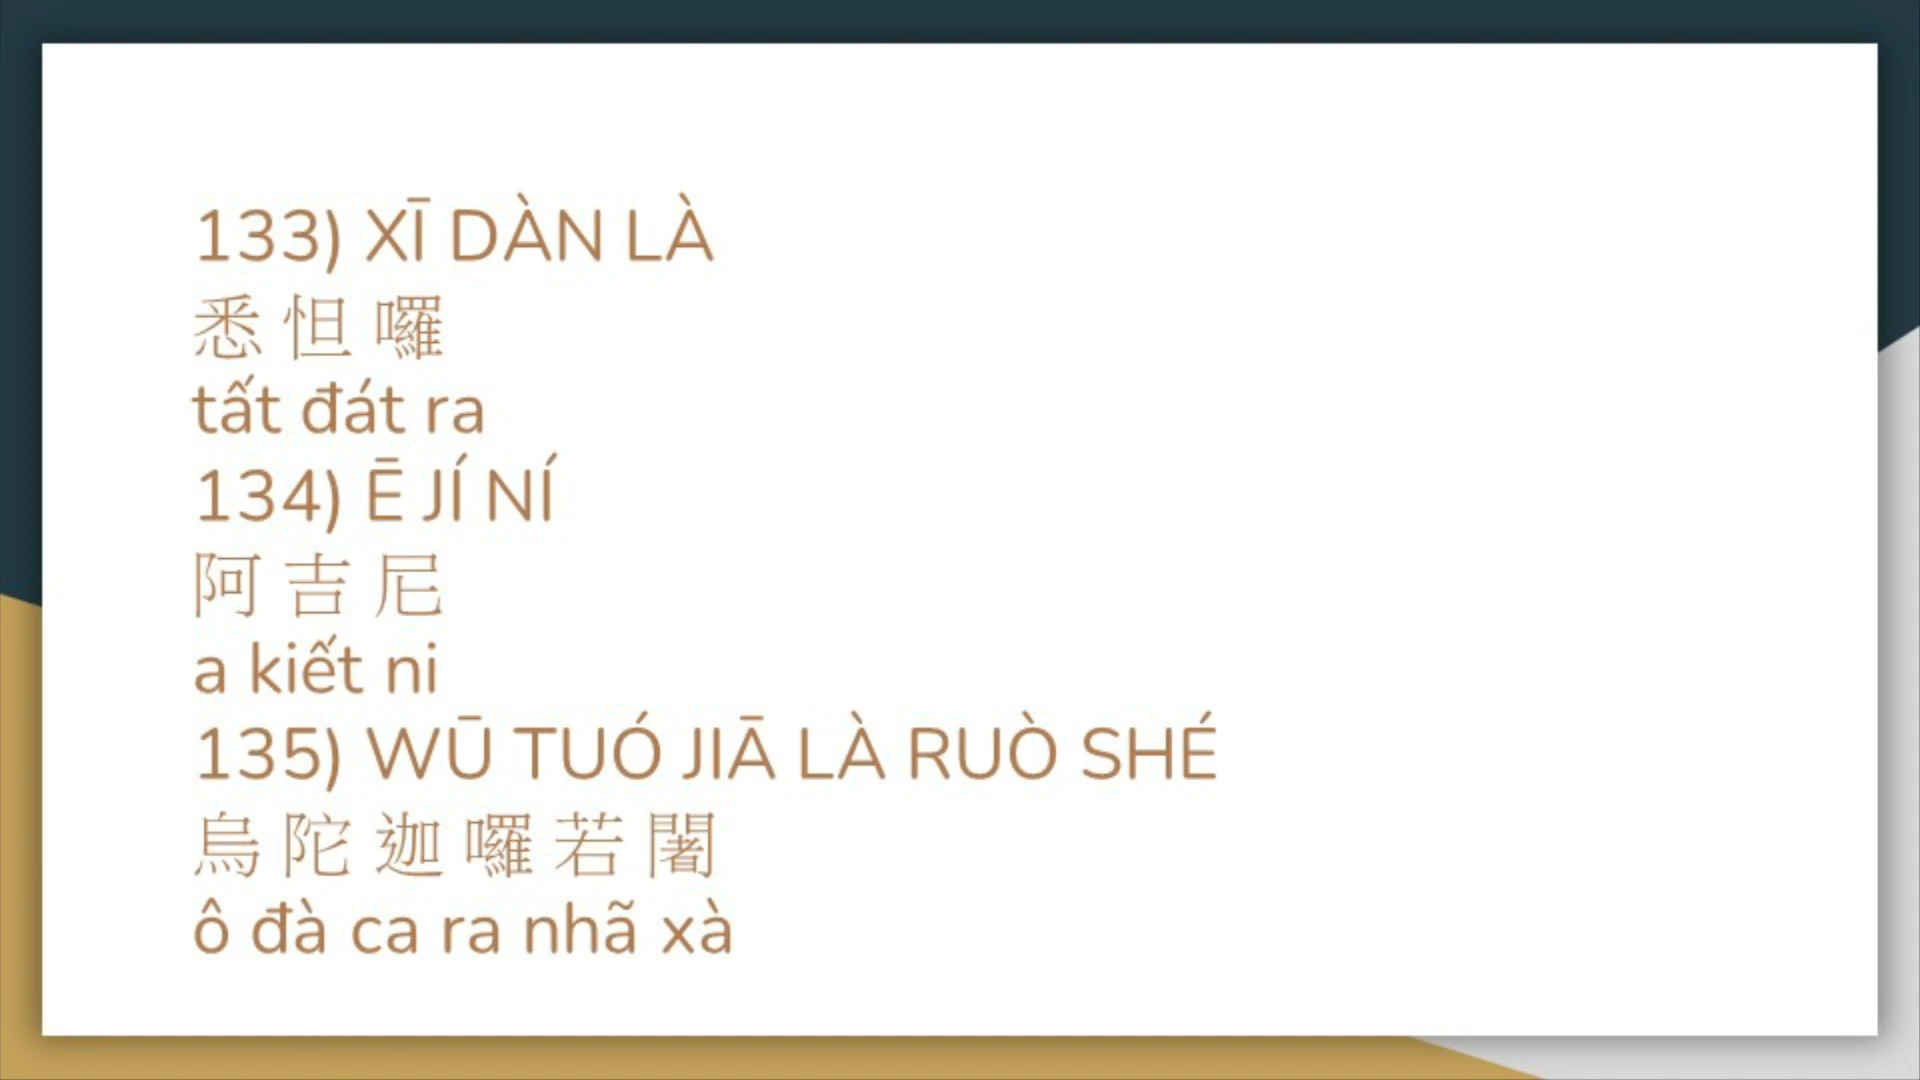 133) XĪ DÀN LÀ
悉 怛 囉
tất đát ra
134) Ē JÍ NÍ
阿 吉 尼
a kiết ni
135) WŪ TUÓ JIĀ LÀ RUÒ SHÉ
烏 陀 迦 囉 若 闍
ô đà ca ra nhã xà